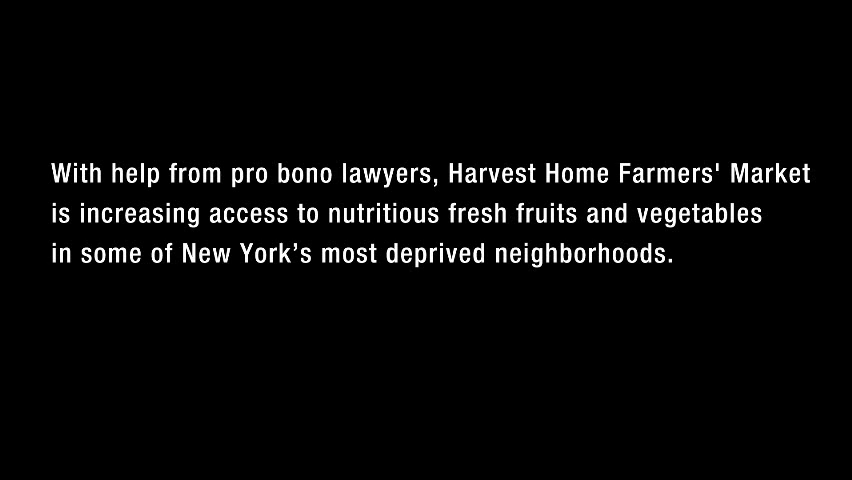 With help from pro bono lawyers, Harvest Home Farmers' Market
is increasing access to nutritious fresh fruits and vegetables
in some of New York’s most deprived neighborhoods.